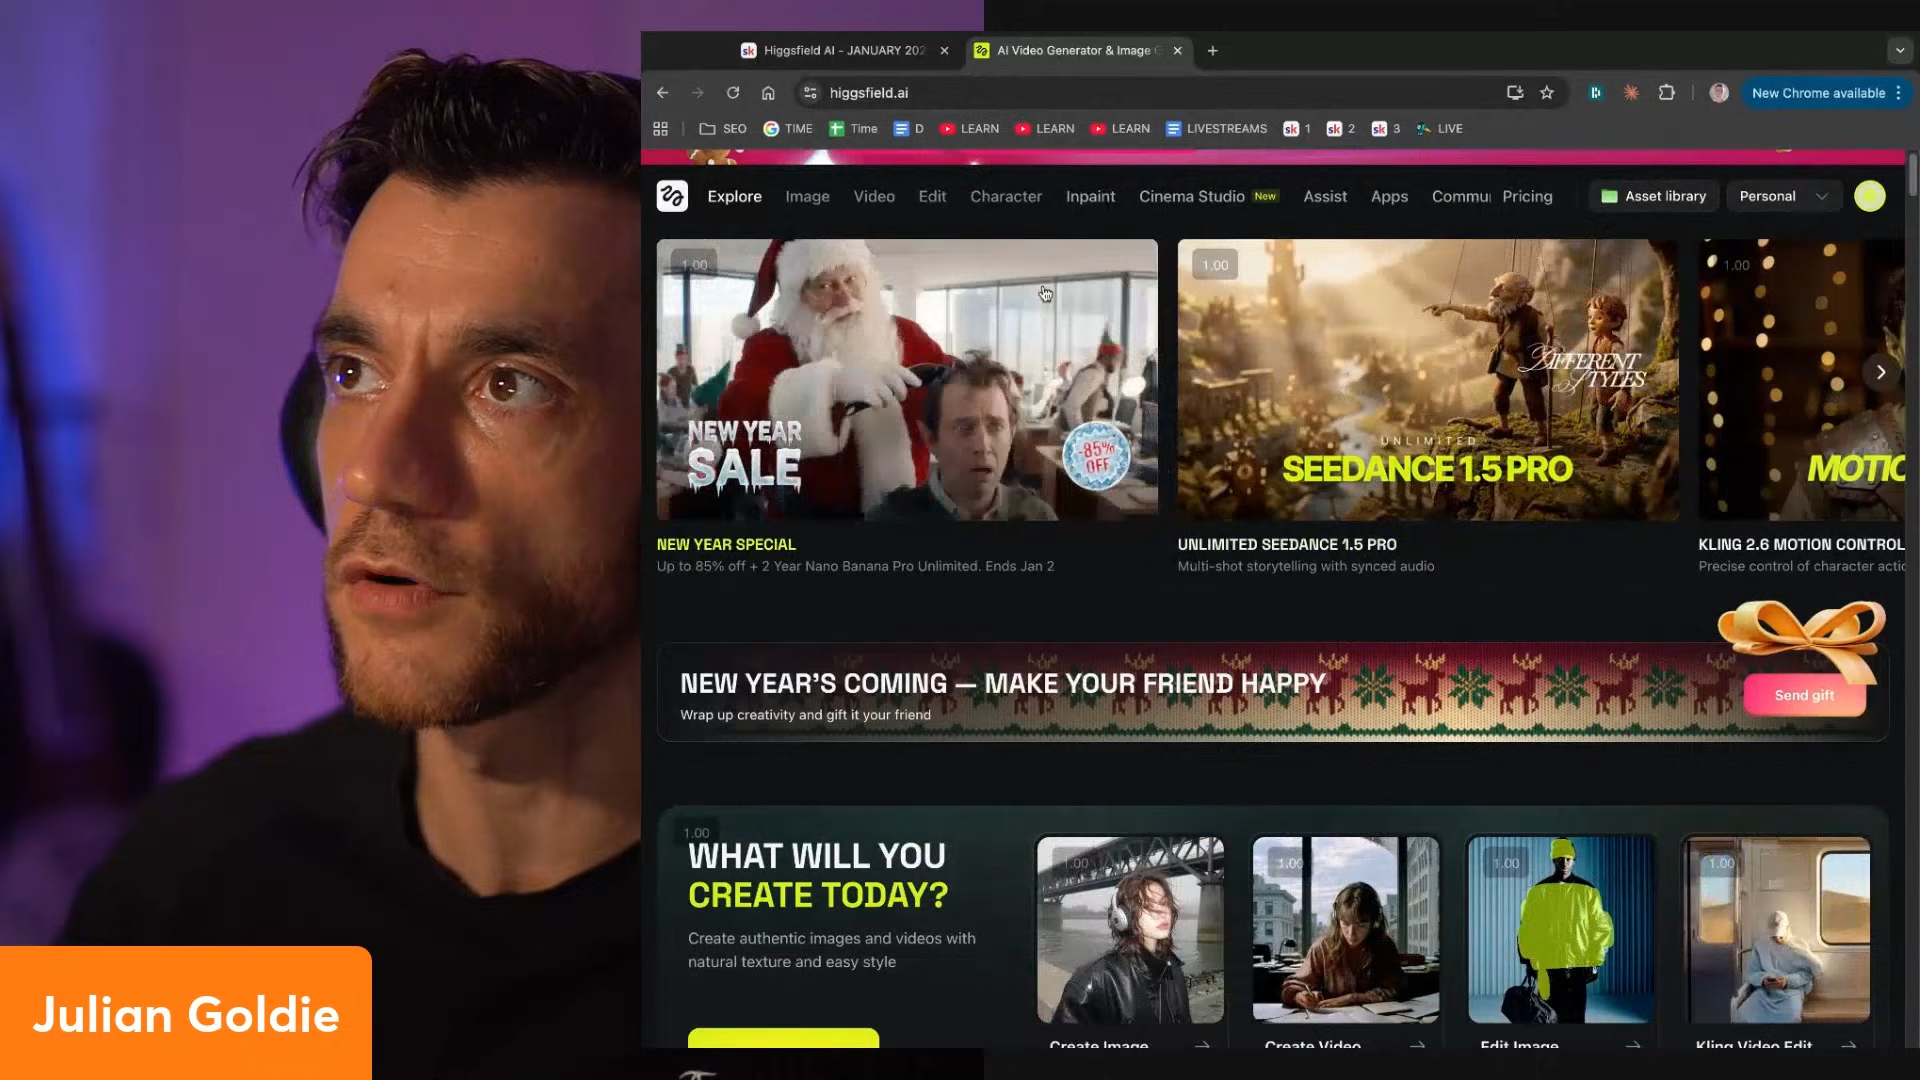 Higgsfield AI - JANUARY 202
AI Video Generator & Image
higgsfield.ai
New Chrome available
SEO
TIME
Time
D
LEARN
LEARN
LEARN
LIVESTREAMS
sk 1
sk 2
sk 3
LIVE
Explore
Image
Video
Edit
Character
Inpaint
Cinema Studio New
Assist
Apps
Commu
Pricing
Asset library
Personal
1.00
NEW YEAR
SALE
-85%
OFF
1.00
DIFFERENT
STYLES
UNLIMITED
SEEDANCE 1.5 PRO
1.00
MOTIO
NEW YEAR SPECIAL
Up to 85% off + 2 Year Nano Banana Pro Unlimited. Ends Jan 2
UNLIMITED SEEDANCE 1.5 PRO
Multi-shot storytelling with synced audio
KLING 2.6 MOTION CONTROL
Precise control of character actio
NEW YEAR'S COMING — MAKE YOUR FRIEND HAPPY
Wrap up creativity and gift it your friend
Send gift
1.00
WHAT WILL YOU
CREATE TODAY?
Create authentic images and videos with
natural texture and easy style
1.00
1.00
1.00
1.00
Create Image
Create Video
Edit Image
Kling Video Edit
Julian Goldie